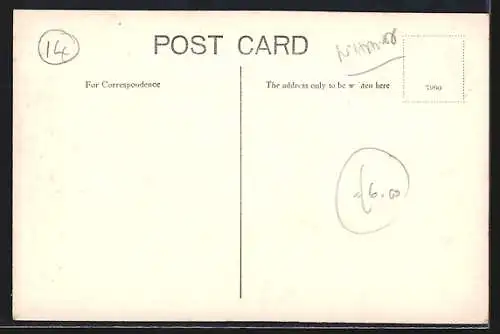 14
POST CARD
For Correspondence
The address only to be written here
7090
6.00